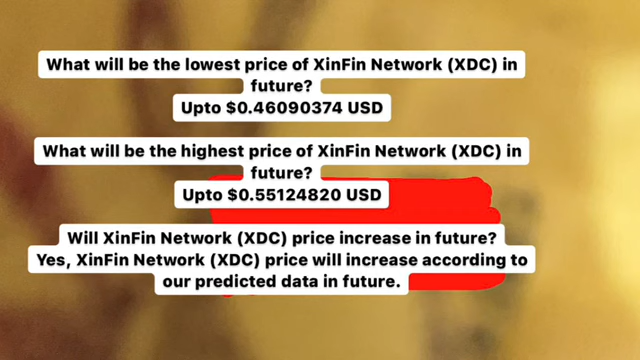 What will be the lowest price of XinFin Network (XDC) in
future?
Upto $0.46090374 USD
What will be the highest price of XinFin Network (XDC) in
future?
Upto $0.55124820 USD
Will XinFin Network (XDC) price increase in future?
Yes, XinFin Network (XDC) price will increase according to
our predicted data in future.